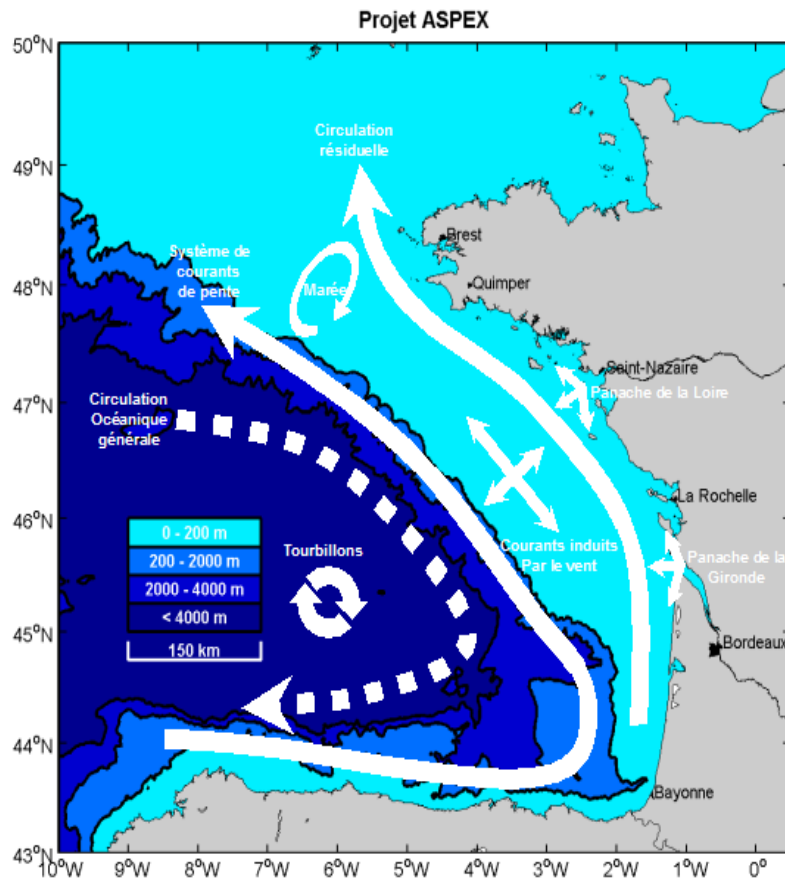 Projet ASPEX
50°N
49°N
48°N
47°N
46°N
45°N
44°N
43°N
Circulation
résiduelle
Brest
Système de
courants
de pente
Marée
Quimper
Saint-Nazaire
Panache de la Loire
Circulation
Océanique
générale
La Rochelle
0 - 200 m
200 - 2000 m
2000 - 4000 m
< 4000 m
150 km
Tourbillons
Courants induits
Par le vent
Panache de la
Gironde
Bordeaux
Bayonne
10°W
9°W
8°W
7°W
6°W
5°W
4°W
3°W
2°W
1°W
0°